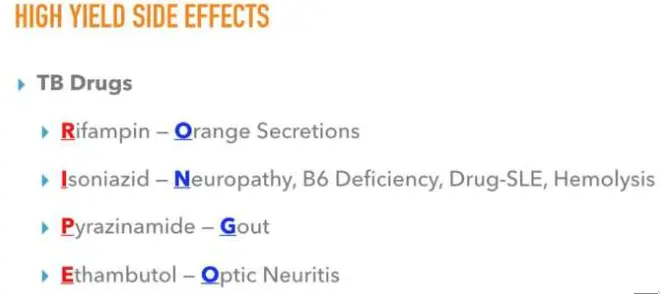 HIGH YIELD SIDE EFFECTS
TB Drugs
Rifampin – Orange Secretions
Isoniazid – Neuropathy, B6 Deficiency, Drug-SLE, Hemolysis
Pyrazinamide – Gout
Ethambutol – Optic Neuritis